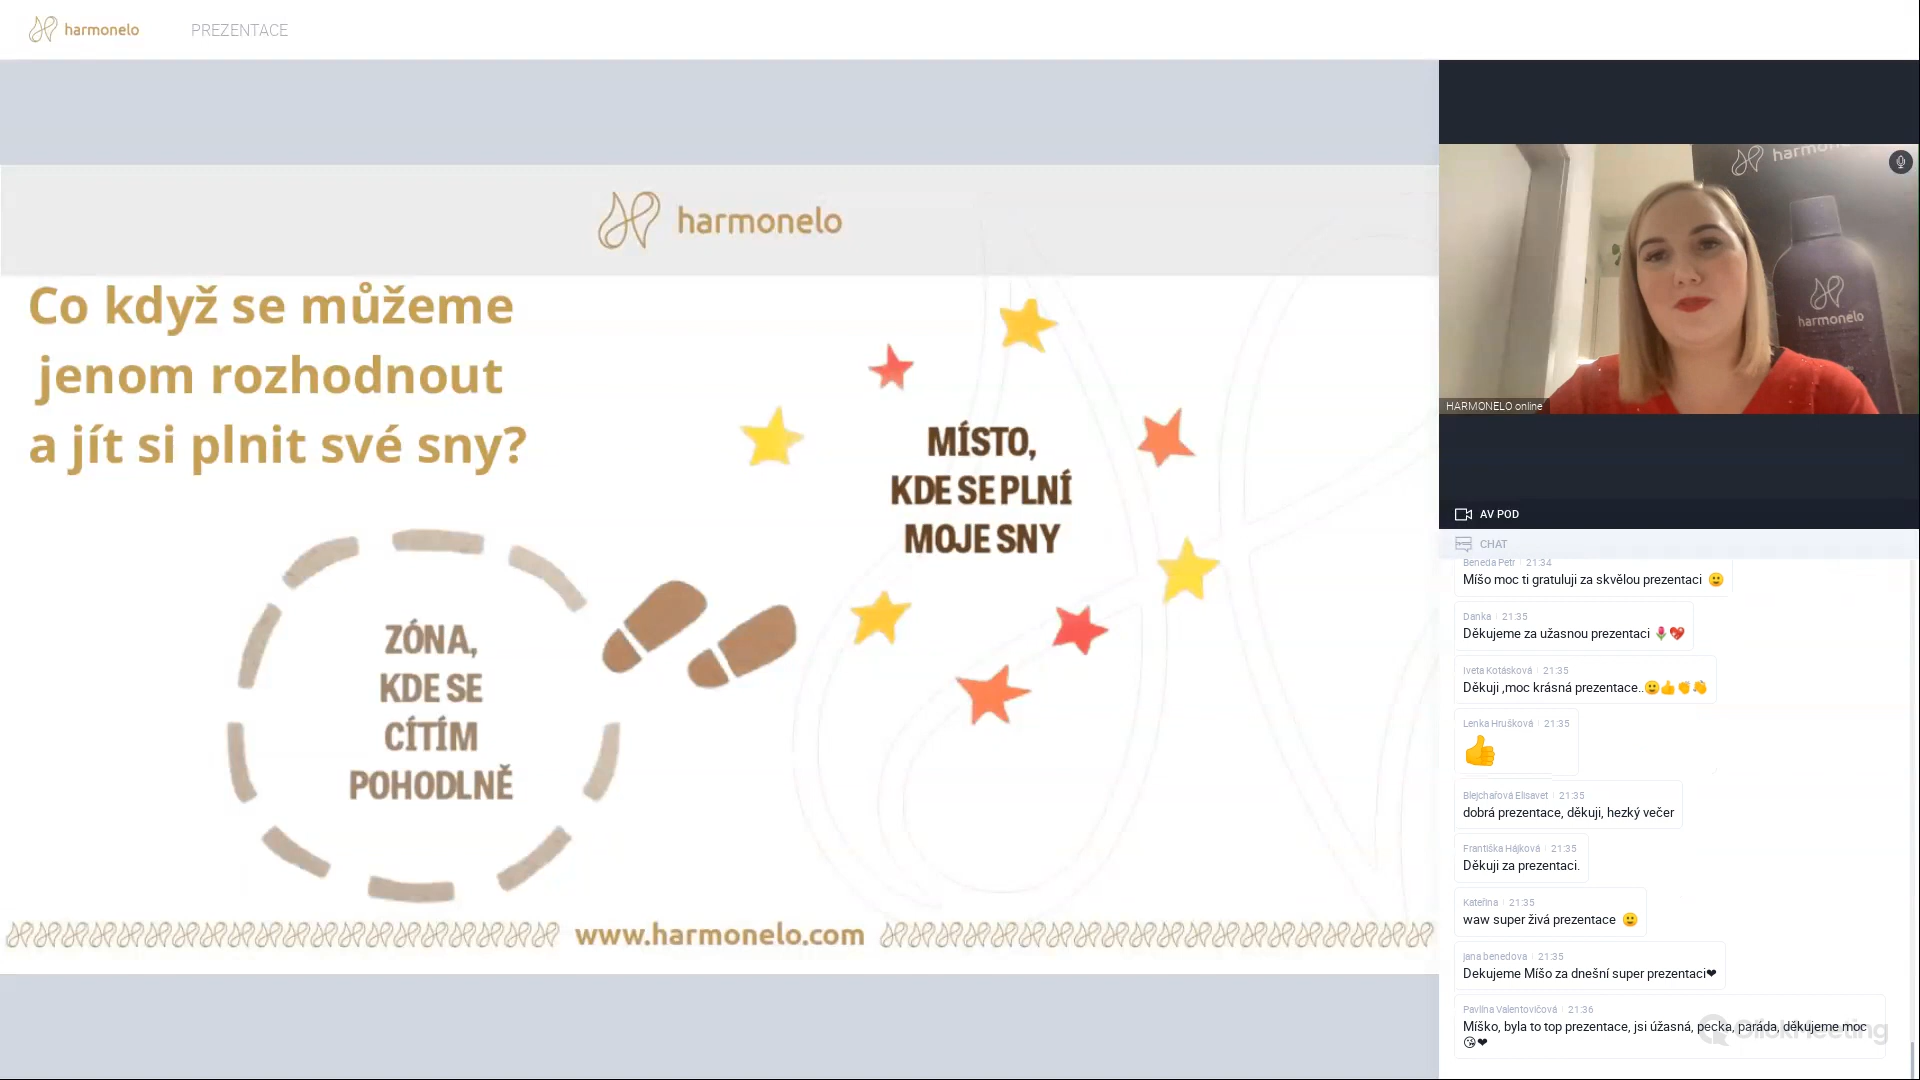 harmonelo
PREZENTACE
harmonelo
Co když se můžeme
jenom rozhodnout
a jít si plnit své sny?
MÍSTO,
KDE SE PLNÍ
MOJE SNY
ZÓNA,
KDE SE
CÍTÍM
POHODLNĚ
www.harmonelo.com
harmonelo
harmonelo
HARMONELO online
AV POD
CHAT
Beneda Petr | 21:34
Míšo moc ti gratuluji za skvělou prezentaci 🙂
Danka | 21:35
Děkujeme za užasnou prezentaci 🌷💖
Iveta Kotásková | 21:35
Děkuji ,moc krásná prezentace..🙂👍👏👏
Lenka Hrušková | 21:35
👍
Blejchařová Elisavet | 21:35
dobrá prezentace, děkuji, hezký večer
Františka Hájková | 21:35
Děkuji za prezentaci.
Kateřina | 21:35
waw super živá prezentace 🙂
jana benedova | 21:35
Dekujeme Míšo za dnešní super prezentaci❤
Pavlína Valentovičová | 21:36
Míško, byla to top prezentace, jsi úžasná, pecka, paráda, děkujeme moc
😘❤
ClickMeeting